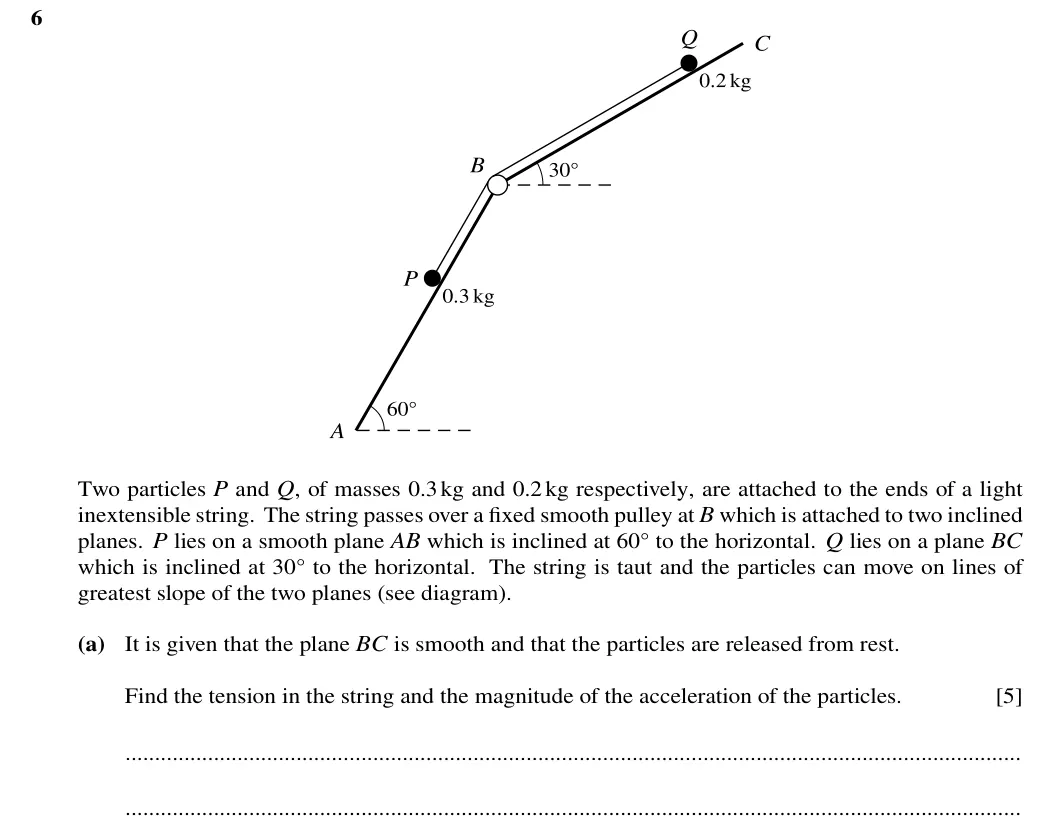 6
Q
C
0.2 kg
B
30°
P
0.3 kg
60°
A
Two particles P and Q, of masses 0.3 kg and 0.2 kg respectively, are attached to the ends of a light
inextensible string. The string passes over a fixed smooth pulley at B which is attached to two inclined
planes. P lies on a smooth plane AB which is inclined at 60° to the horizontal. Q lies on a plane BC
which is inclined at 30° to the horizontal. The string is taut and the particles can move on lines of
greatest slope of the two planes (see diagram).
(a) It is given that the plane BC is smooth and that the particles are released from rest.
Find the tension in the string and the magnitude of the acceleration of the particles. [5]